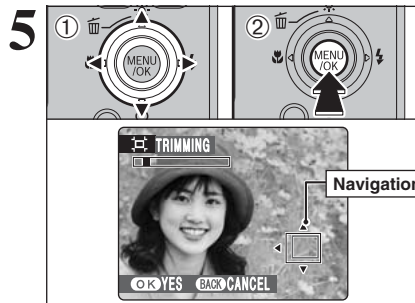 5
① ②
MENU
/OK
MENU
/OK
TRIMMING
Navigation
OK YES BACK CANCEL